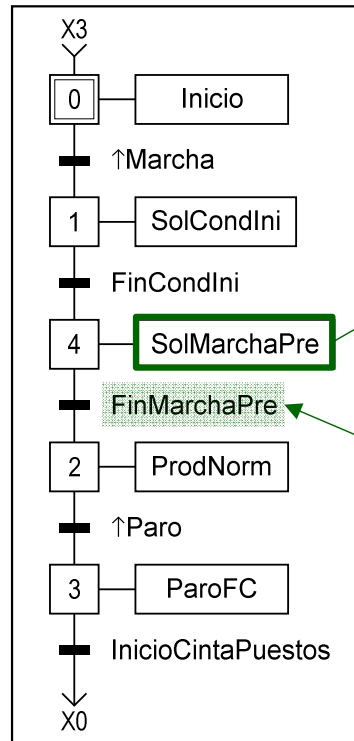 X3
0 Inicio
↑Marcha
1 SolCondIni
FinCondIni
4 SolMarchaPre
FinMarchaPre
2 ProdNorm
↑Paro
3 ParoFC
InicioCintaPuestos
X0